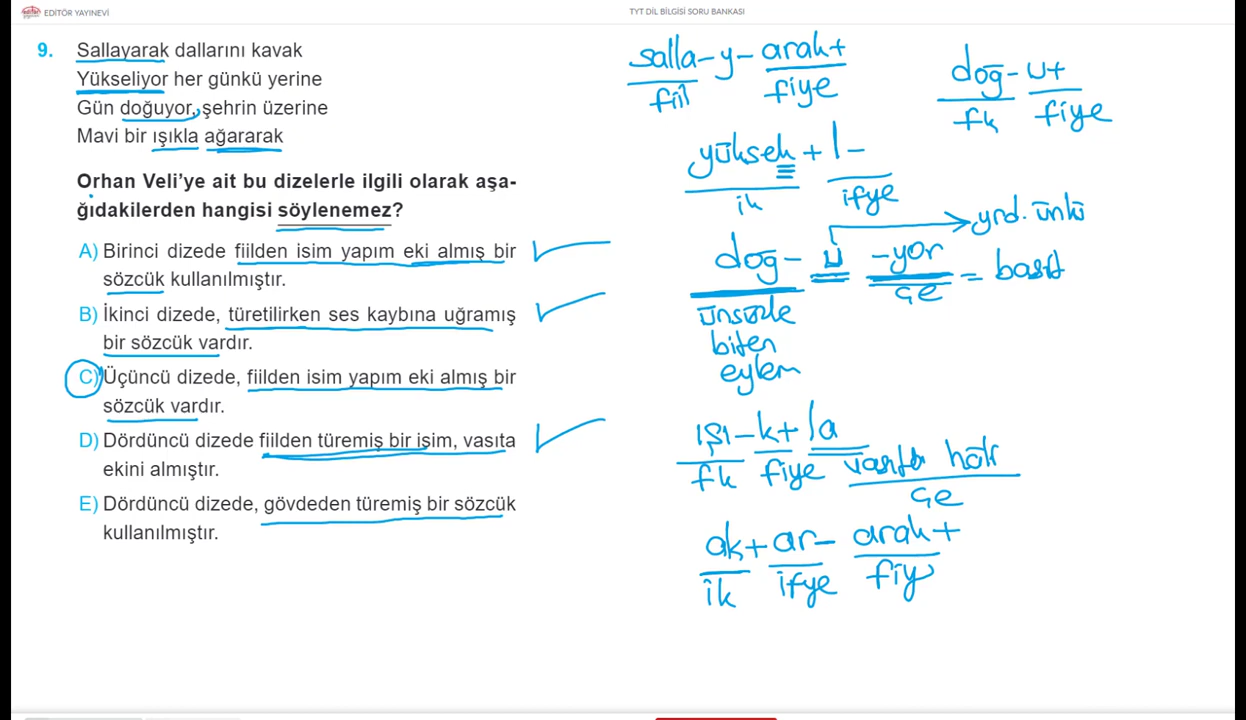 EDİTÖR YAYINEVİ
TYT DİL BİLGİSİ SORU BANKASI
9. Sallayarak dallarını kavak
Yükseliyor her günkü yerine
Gün doğuyor, şehrin üzerine
Mavi bir ışıkla ağararak
Orhan Veli'ye ait bu dizelerle ilgili olarak aşa-
ğıdakilerden hangisi söylenemez?
A) Birinci dizede fiilden isim yapım eki almış bir
sözcük kullanılmıştır.
B) İkinci dizede, türetilirken ses kaybına uğramış
bir sözcük vardır.
C) Üçüncü dizede, fiilden isim yapım eki almış bir
sözcük vardır.
D) Dördüncü dizede fiilden türemiş bir isim, vasıta
ekini almıştır.
E) Dördüncü dizede, gövdeden türemiş bir sözcük
kullanılmıştır.
salla-y-arak+
fiil fiye
doğ-ut
fk fiye
yüksek+l-
ik ifye
yrd. ünlü
doğ-u-yor = basit
çe
ünsüzle
biten
eylem
ışı-k+la
fk fiye vasıta hâli
çe
ak+ar-arak+
ik ifye fiy